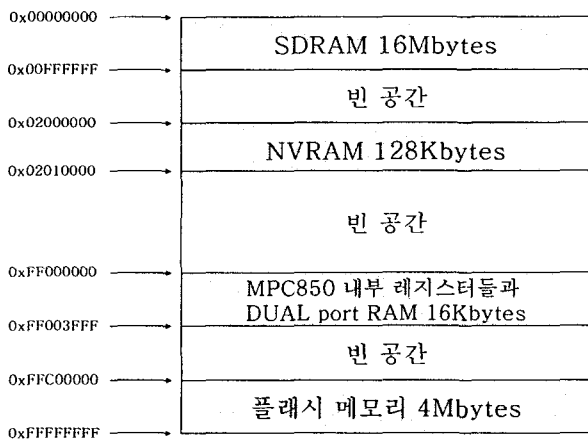 0x00000000
SDRAM 16Mbytes
0x00FFFFFF
빈 공간
0x02000000
NVRAM 128Kbytes
0x02010000
빈 공간
0xFF000000
MPC850 내부 레지스터들과
DUAL port RAM 16Kbytes
0xFF003FFF
빈 공간
0xFFC00000
플래시 메모리 4Mbytes
0xFFFFFFFF